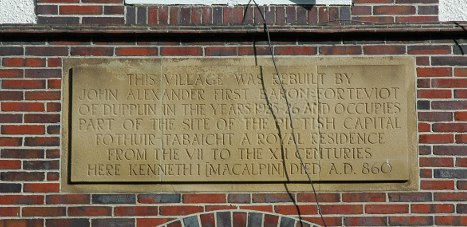 THIS VILLAGE WAS REBUILT BY
JOHN ALEXANDER FIRST BARON FORTEVIOT
OF DUPPLIN IN THE YEARS 1925-26 AND OCCUPIES
PART OF THE SITE OF THE PICTISH CAPITAL
FOTHUIR-TABAICHT A ROYAL RESIDENCE
FROM THE VII TO THE XII CENTURIES
HERE KENNETH I [MACALPIN] DIED A.D. 860